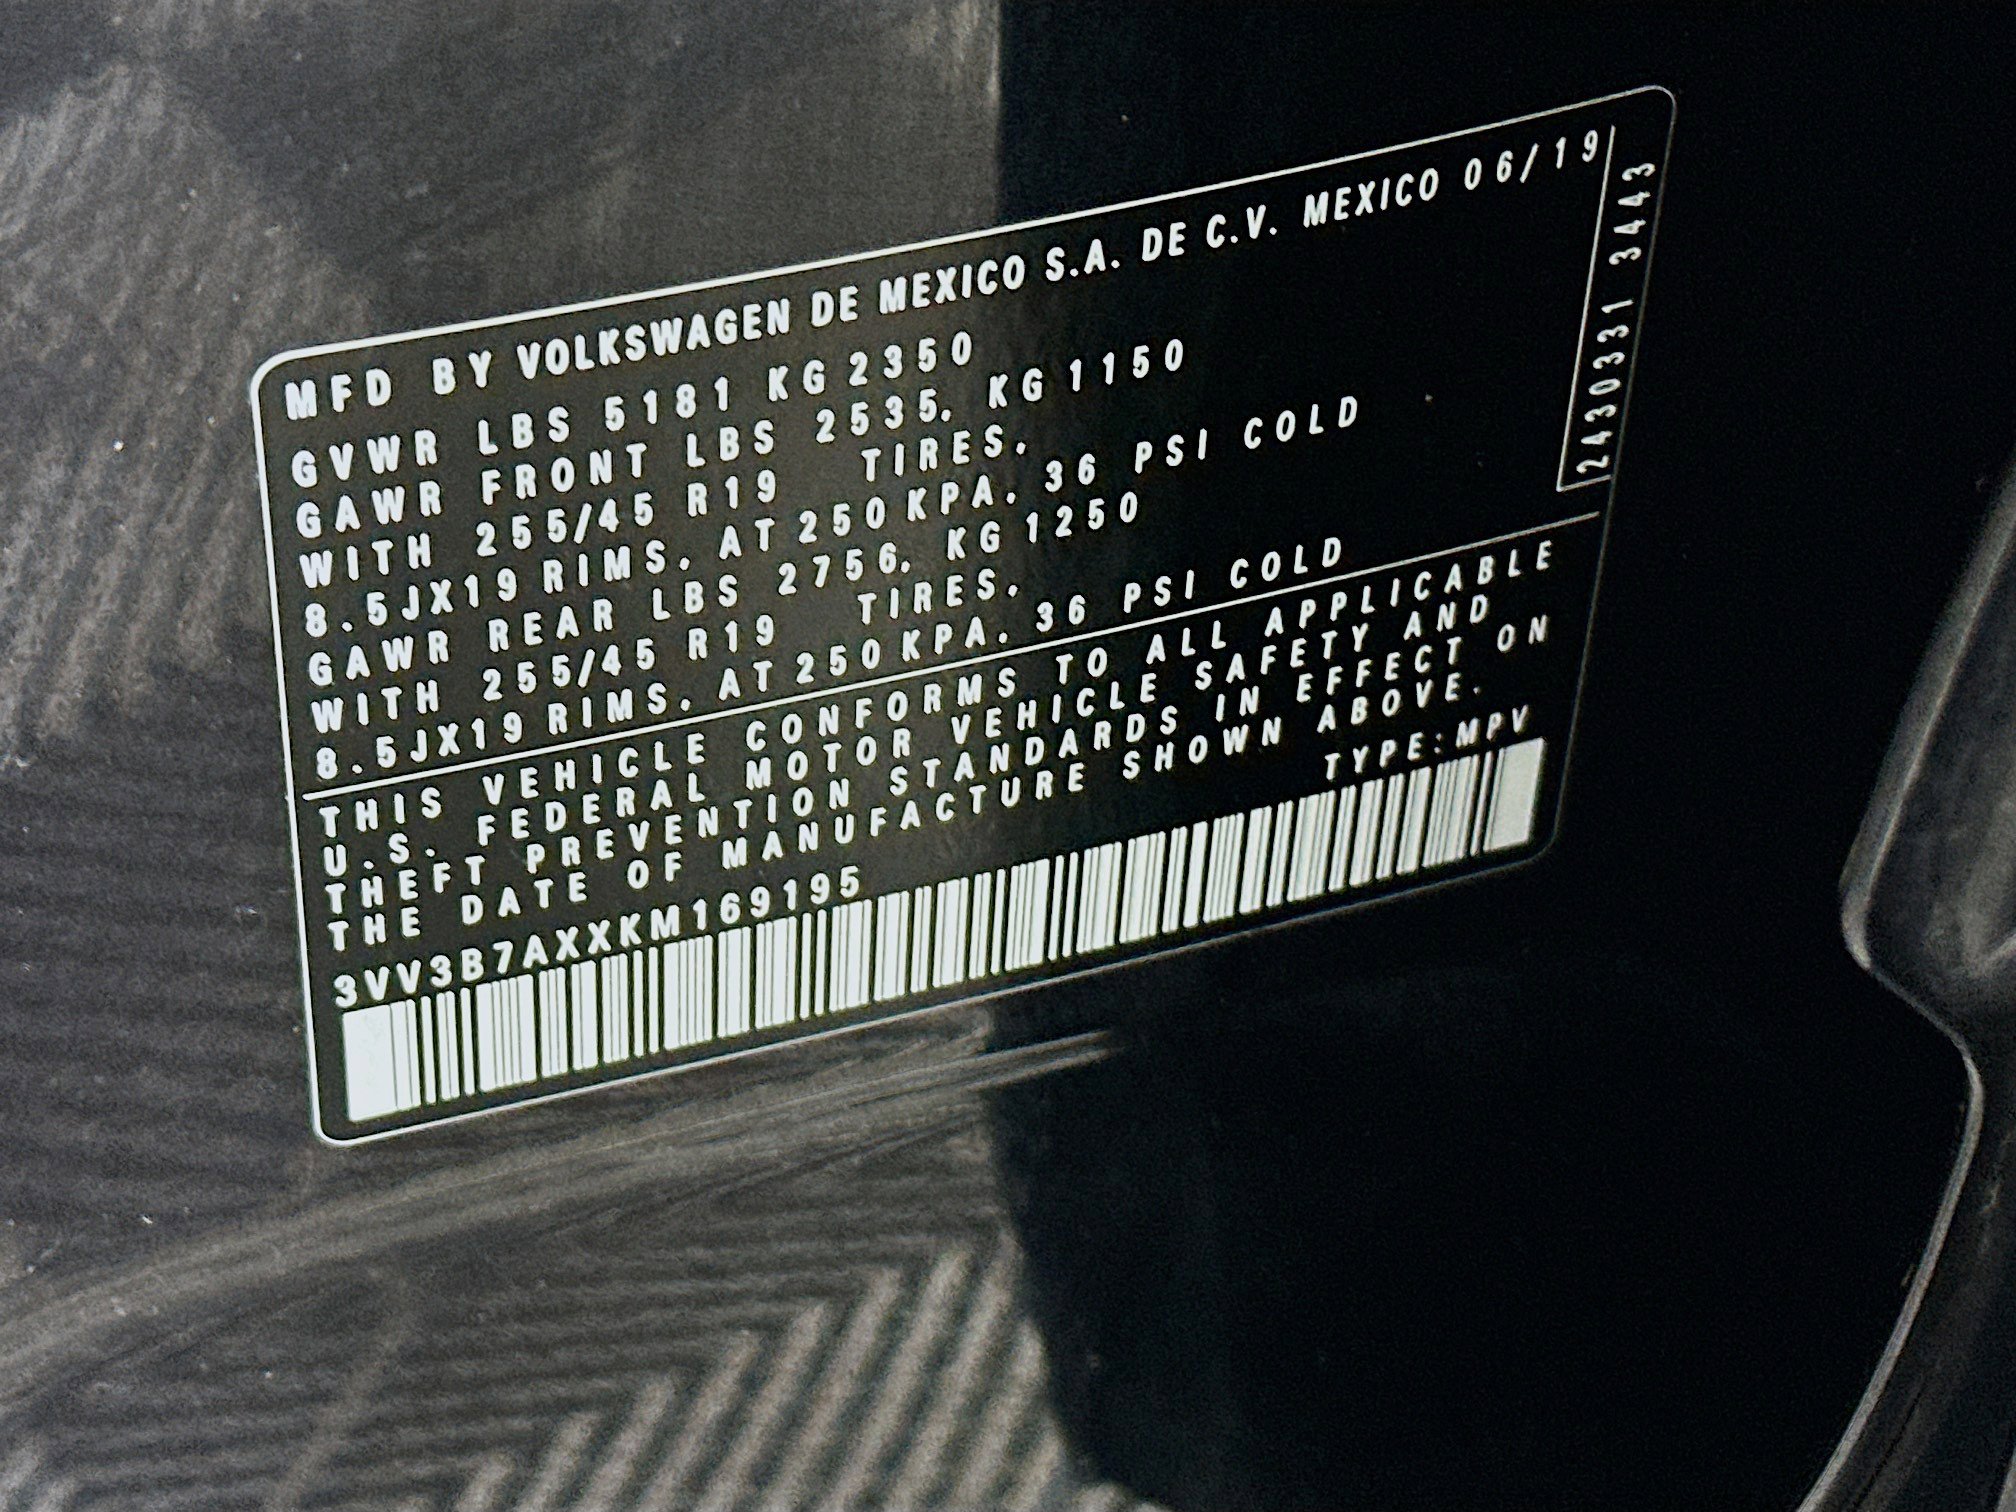 MFD BY VOLKSWAGEN DE MEXICO S.A. DE C.V. MEXICO 06/19
GVWR LBS 5181 KG 2350
GAWR FRONT LBS 2535. KG 1150
WITH 255/45 R19 TIRES.
8.5JX19 RIMS. AT 250 KPA. 36 PSI COLD
GAWR REAR LBS 2756. KG 1250
WITH 255/45 R19 TIRES.
8.5JX19 RIMS. AT 250 KPA. 36 PSI COLD
2430331 3443
THIS VEHICLE CONFORMS TO ALL APPLICABLE
U.S. FEDERAL MOTOR VEHICLE SAFETY AND
THEFT PREVENTION STANDARDS IN EFFECT ON
THE DATE OF MANUFACTURE SHOWN ABOVE.
3VV3B7AXXKM169195 TYPE:MPV